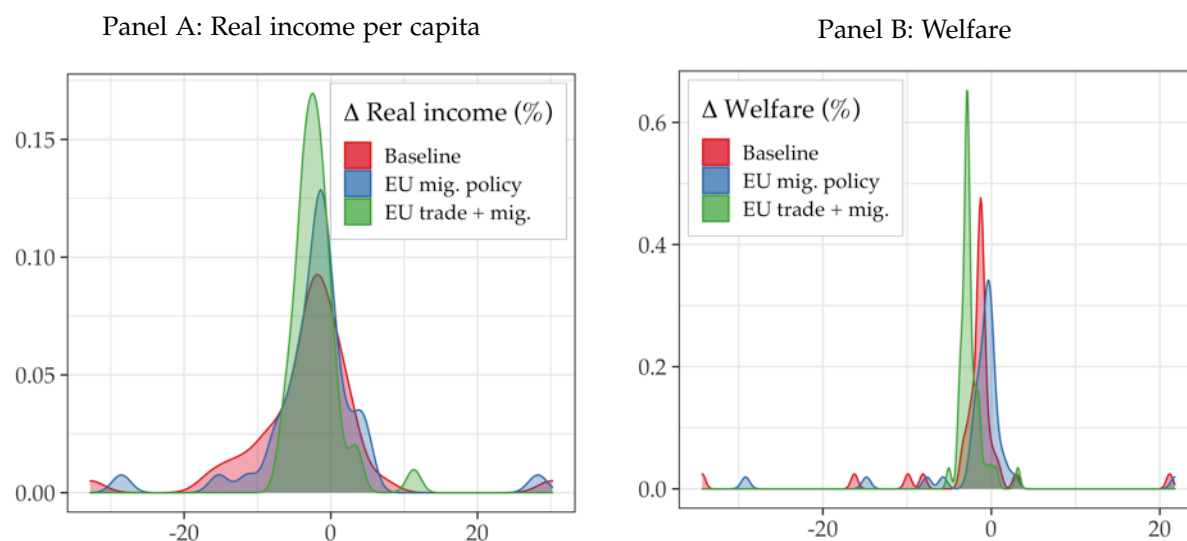 Panel A: Real income per capita
Panel B: Welfare
Δ Real income (%)
Baseline
EU mig. policy
EU trade + mig.
0.15
0.10
0.05
0.00
-20
0
20
Δ Welfare (%)
Baseline
EU mig. policy
EU trade + mig.
0.6
0.4
0.2
0.0
-20
0
20